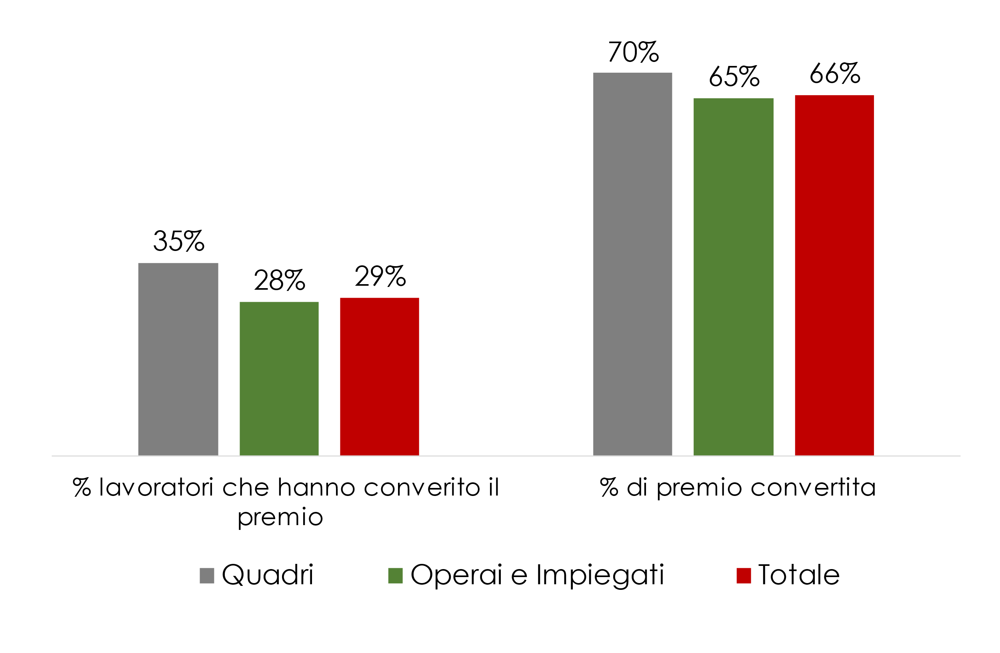 70%
65%
66%
35%
28%
29%
% lavoratori che hanno converito il
premio
% di premio convertita
Quadri
Operai e Impiegati
Totale